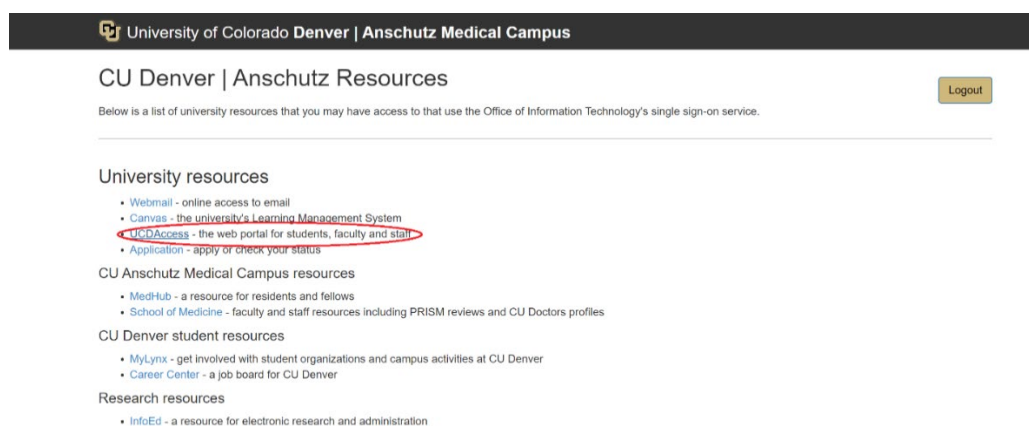 University of Colorado Denver | Anschutz Medical Campus
CU Denver | Anschutz Resources
Logout
Below is a list of university resources that you may have access to that use the Office of Information Technology's single sign-on service.
University resources
• Webmail - online access to email
• Canvas - the university's Learning Management System
• UCDAccess - the web portal for students, faculty and staff
• Application - apply or check your status
CU Anschutz Medical Campus resources
• MedHub - a resource for residents and fellows
• School of Medicine - faculty and staff resources including PRISM reviews and CU Doctors profiles
CU Denver student resources
• MyLynx - get involved with student organizations and campus activities at CU Denver
• Career Center - a job board for CU Denver
Research resources
• InfoEd - a resource for electronic research and administration